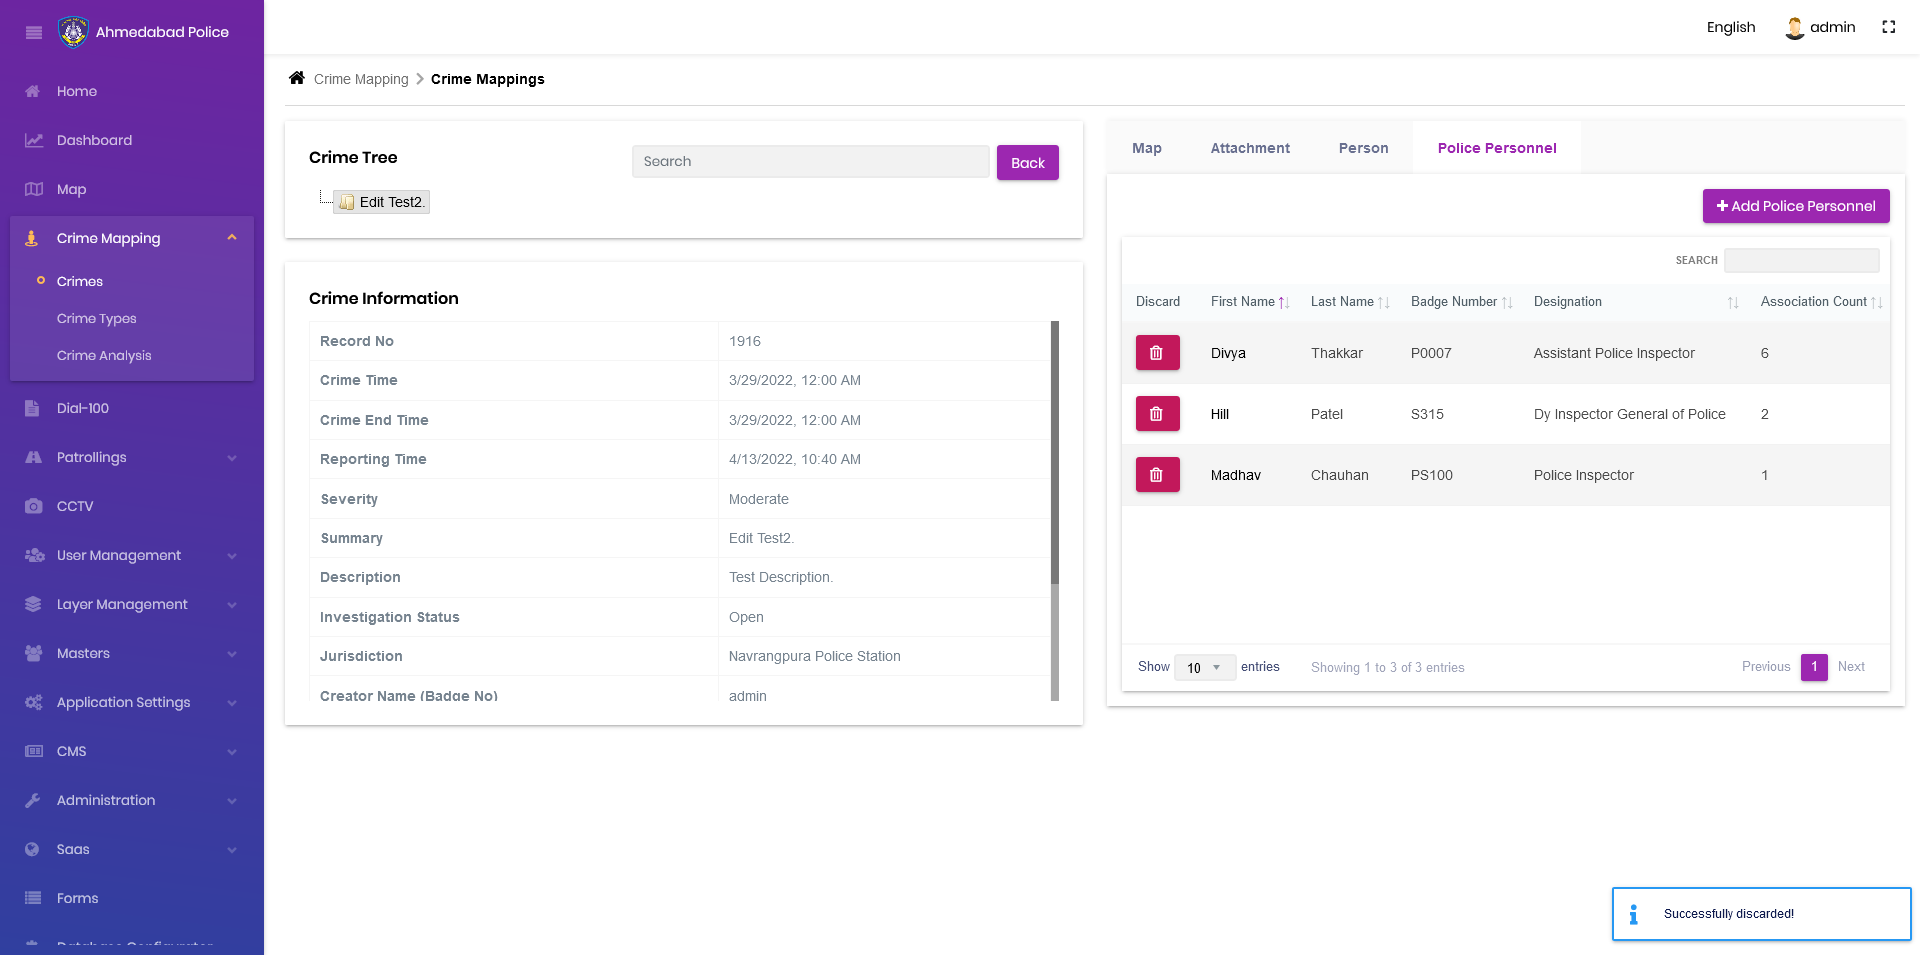 Ahmedabad Police
English
admin
Home
Dashboard
Map
Crime Mapping
Crimes
Crime Types
Crime Analysis
Dial-100
Patrollings
CCTV
User Management
Layer Management
Masters
Application Settings
CMS
Administration
Saas
Forms
Database Configurator
Crime Mapping
Crime Mappings
Crime Tree
Search
Back
Edit Test2.
Crime Information
Record No 1916
Crime Time 3/29/2022, 12:00 AM
Crime End Time 3/29/2022, 12:00 AM
Reporting Time 4/13/2022, 10:40 AM
Severity Moderate
Summary Edit Test2.
Description Test Description.
Investigation Status Open
Jurisdiction Navrangpura Police Station
Creator Name (Badge No) admin
Map Attachment Person Police Personnel
Add Police Personnel
SEARCH
Discard First Name Last Name Badge Number Designation Association Count
Divya Thakkar P0007 Assistant Police Inspector 6
Hill Patel S315 Dy Inspector General of Police 2
Madhav Chauhan PS100 Police Inspector 1
Show 10 entries Showing 1 to 3 of 3 entries Previous 1 Next
Successfully discarded!